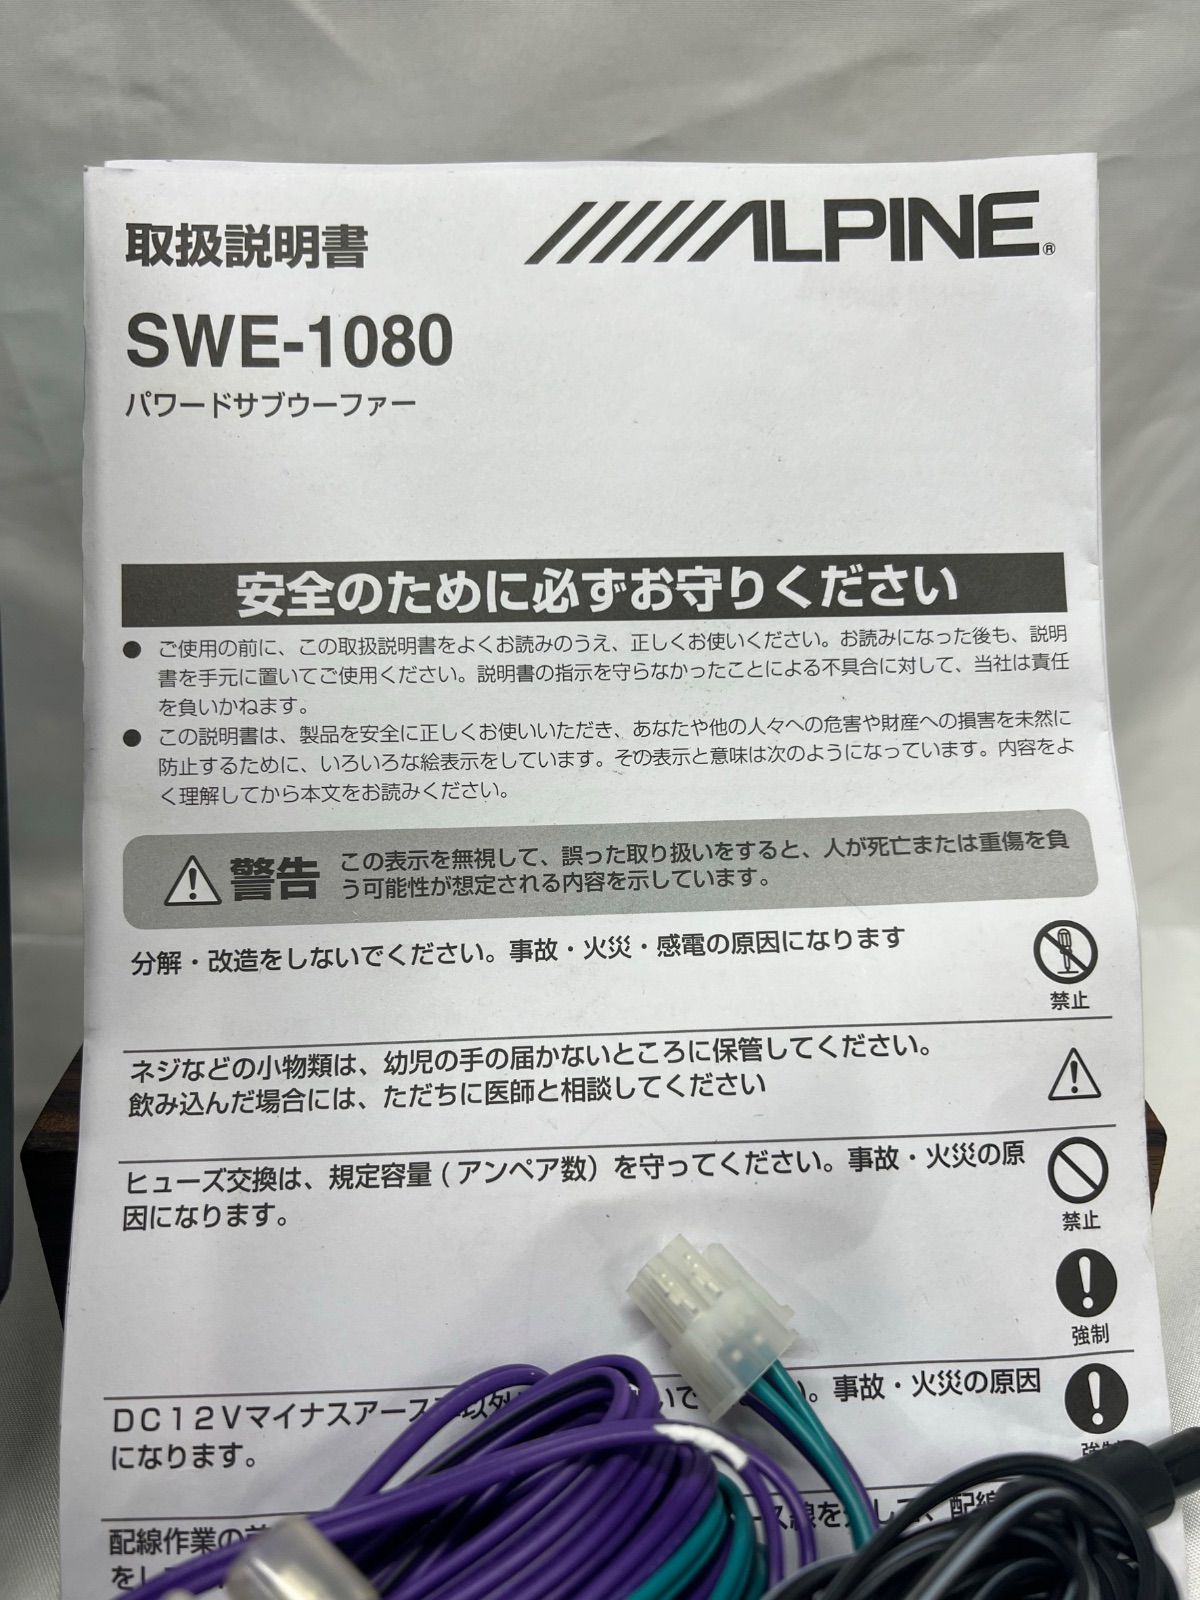 取扱説明書
ALPINE®
SWE-1080
パワードサブウーファー
安全のために必ずお守りください
● ご使用の前に、この取扱説明書をよくお読みのうえ、正しくお使いください。お読みになった後も、説明
書を手元に置いてご使用ください。説明書の指示を守らなかったことによる不具合に対して、当社は責任
を負いかねます。
● この説明書は、製品を安全に正しくお使いいただき、あなたや他の人々への危害や財産への損害を未然に
防止するために、いろいろな絵表示をしています。その表示と意味は次のようになっています。内容をよ
く理解してから本文をお読みください。
警告
この表示を無視して、誤った取り扱いをすると、人が死亡または重傷を負
う可能性が想定される内容を示しています。
分解・改造をしないでください。事故・火災・感電の原因になります
禁止
ネジなどの小物類は、幼児の手の届かないところに保管してください。
飲み込んだ場合には、ただちに医師と相談してください
ヒューズ交換は、規定容量(アンペア数)を守ってください。事故・火災の原
因になります。
禁止
強制
DC12Vマイナスアース 。事故・火災の原因
になります。
強制
配線作業の ス線を て、配線
を